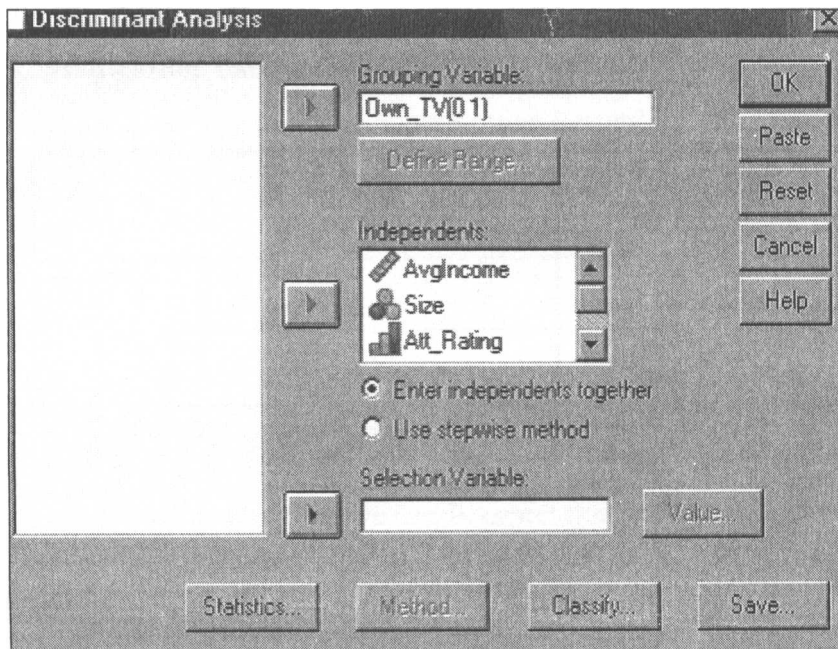 Discriminant Analysis
Grouping Variable:
Own_TV(0 1)
Define Range...
Independents:
AvgIncome
Size
Att_Rating
Enter independents together
Use stepwise method
Selection Variable:
Value...
OK
Paste
Reset
Cancel
Help
Statistics...
Method...
Classify...
Save...